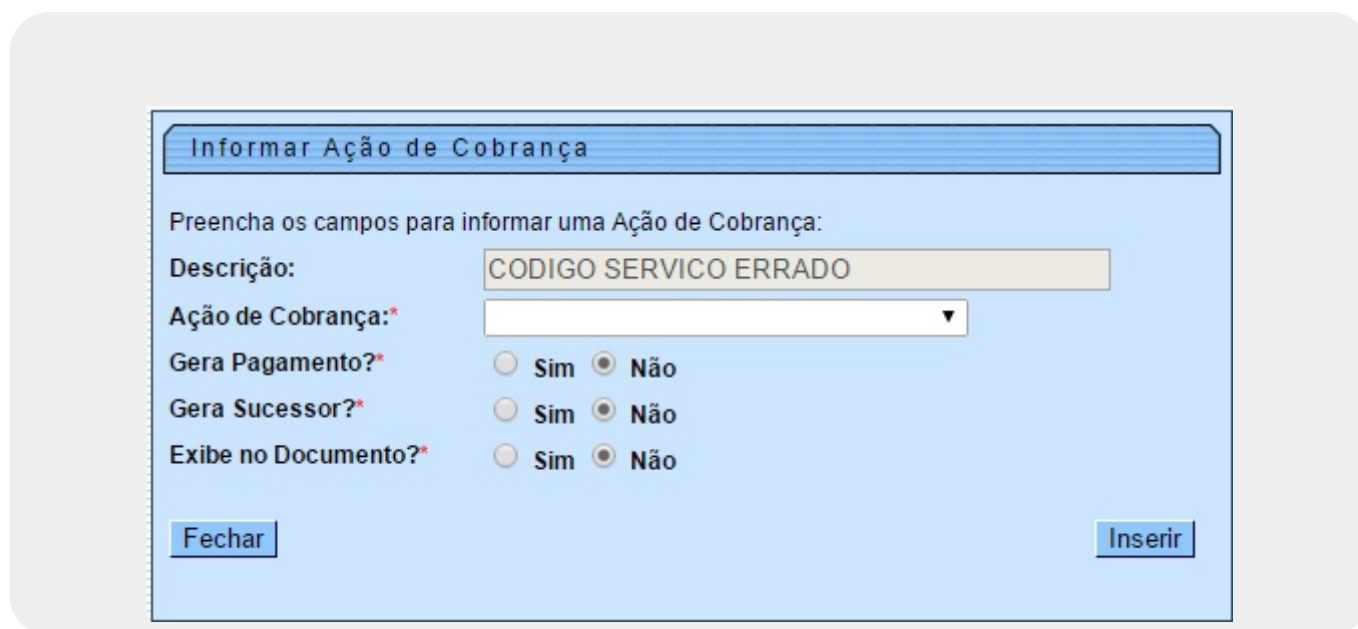 Informar Ação de Cobrança
Preencha os campos para informar uma Ação de Cobrança:
Descrição: CODIGO SERVICO ERRADO
Ação de Cobrança:*
Gera Pagamento?* Sim Não
Gera Sucessor?* Sim Não
Exibe no Documento?* Sim Não
Fechar Inserir